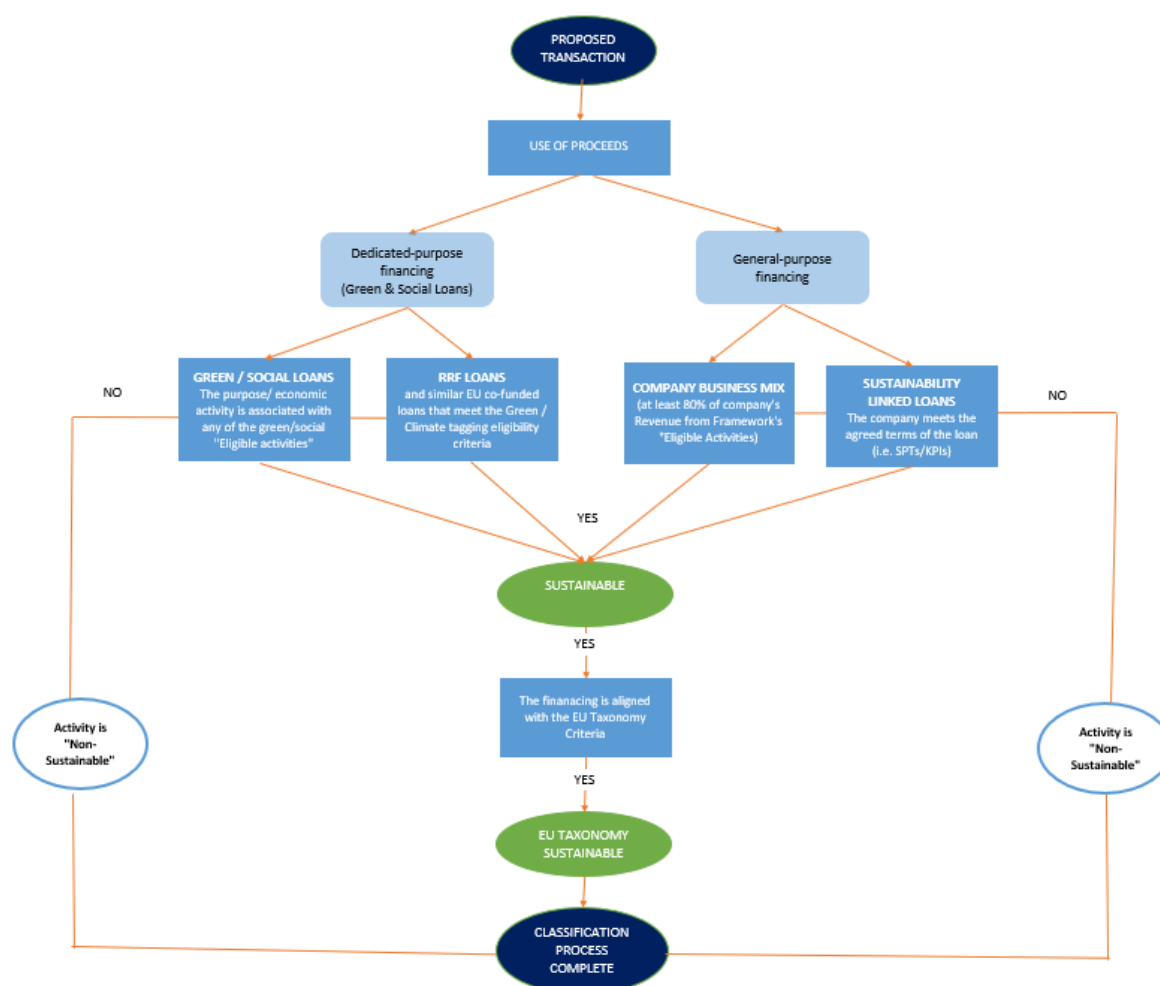 PROPOSED
TRANSACTION
USE OF PROCEEDS
Dedicated-purpose
financing
(Green & Social Loans)
General-purpose
financing
NO
GREEN / SOCIAL LOANS
The purpose/ economic
activity is associated with
any of the green/social
"Eligible activities"
RRF LOANS
and similar EU co-funded
loans that meet the Green /
Climate tagging eligibility
criteria
COMPANY BUSINESS MIX
(at least 80% of company's
Revenue from Framework's
"Eligible Activities)
SUSTAINABILITY
LINKED LOANS
The company meets the
agreed terms of the loan
(i.e. SPTs/KPIs)
NO
YES
SUSTAINABLE
YES
The finanacing is aligned
with the EU Taxonomy
Criteria
Activity is
"Non-
Sustainable"
Activity is
"Non-
Sustainable"
YES
EU TAXONOMY
SUSTAINABLE
CLASSIFICATION
PROCESS
COMPLETE